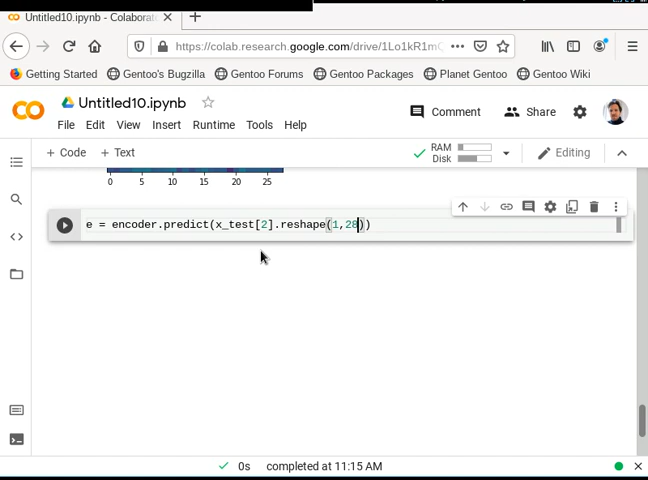 Untitled10.ipynb - Colaborat
https://colab.research.google.com/drive/1Lo1kR1m
Getting Started Gentoo's Bugzilla Gentoo Forums Gentoo Packages Planet Gentoo Gentoo Wiki
Untitled10.ipynb
Comment Share
File Edit View Insert Runtime Tools Help
+ Code + Text
RAM
Disk
Editing
0 5 10 15 20 25
e = encoder.predict(x_test[2].reshape(1,28))
0s completed at 11:15 AM